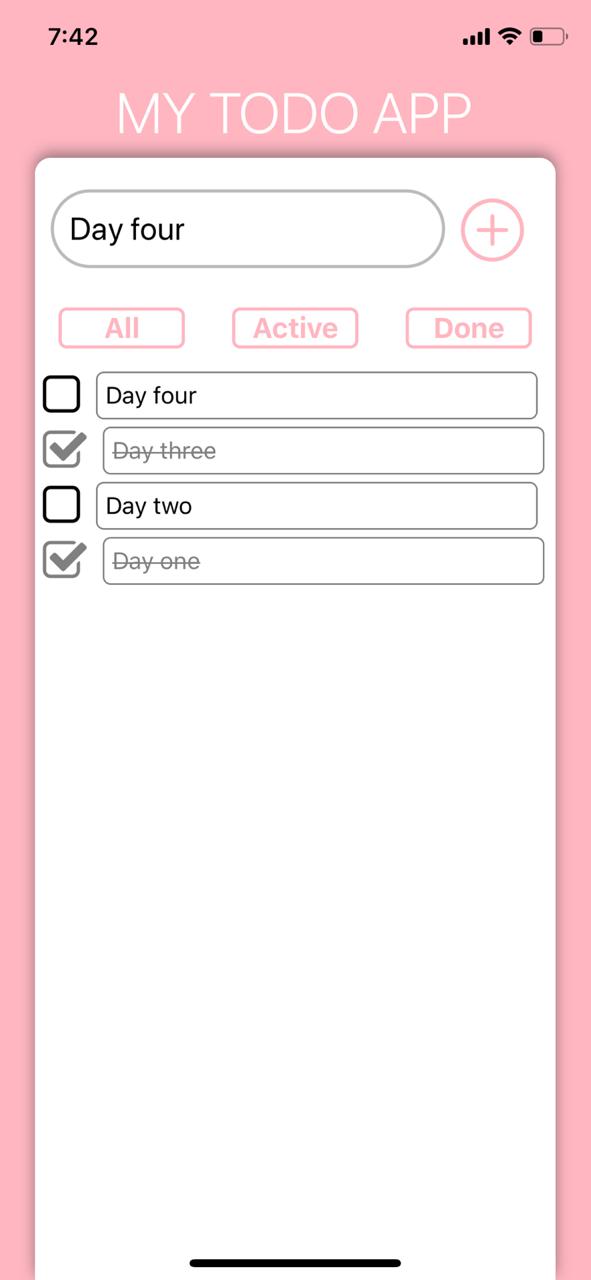 7:42
MY TODO APP
Day four
All Active Done
Day four
Day three
Day two
Day one